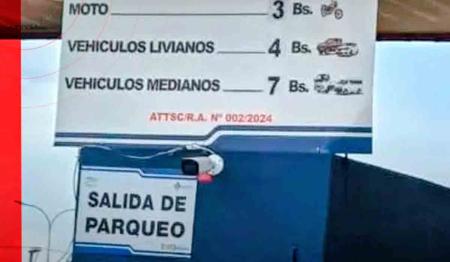 MOTO 3 Bs.
VEHICULOS LIVIANOS 4 Bs.
VEHICULOS MEDIANOS 7 Bs.
ATTSC/R.A. N° 002/2024
SALIDA DE
PARQUEO